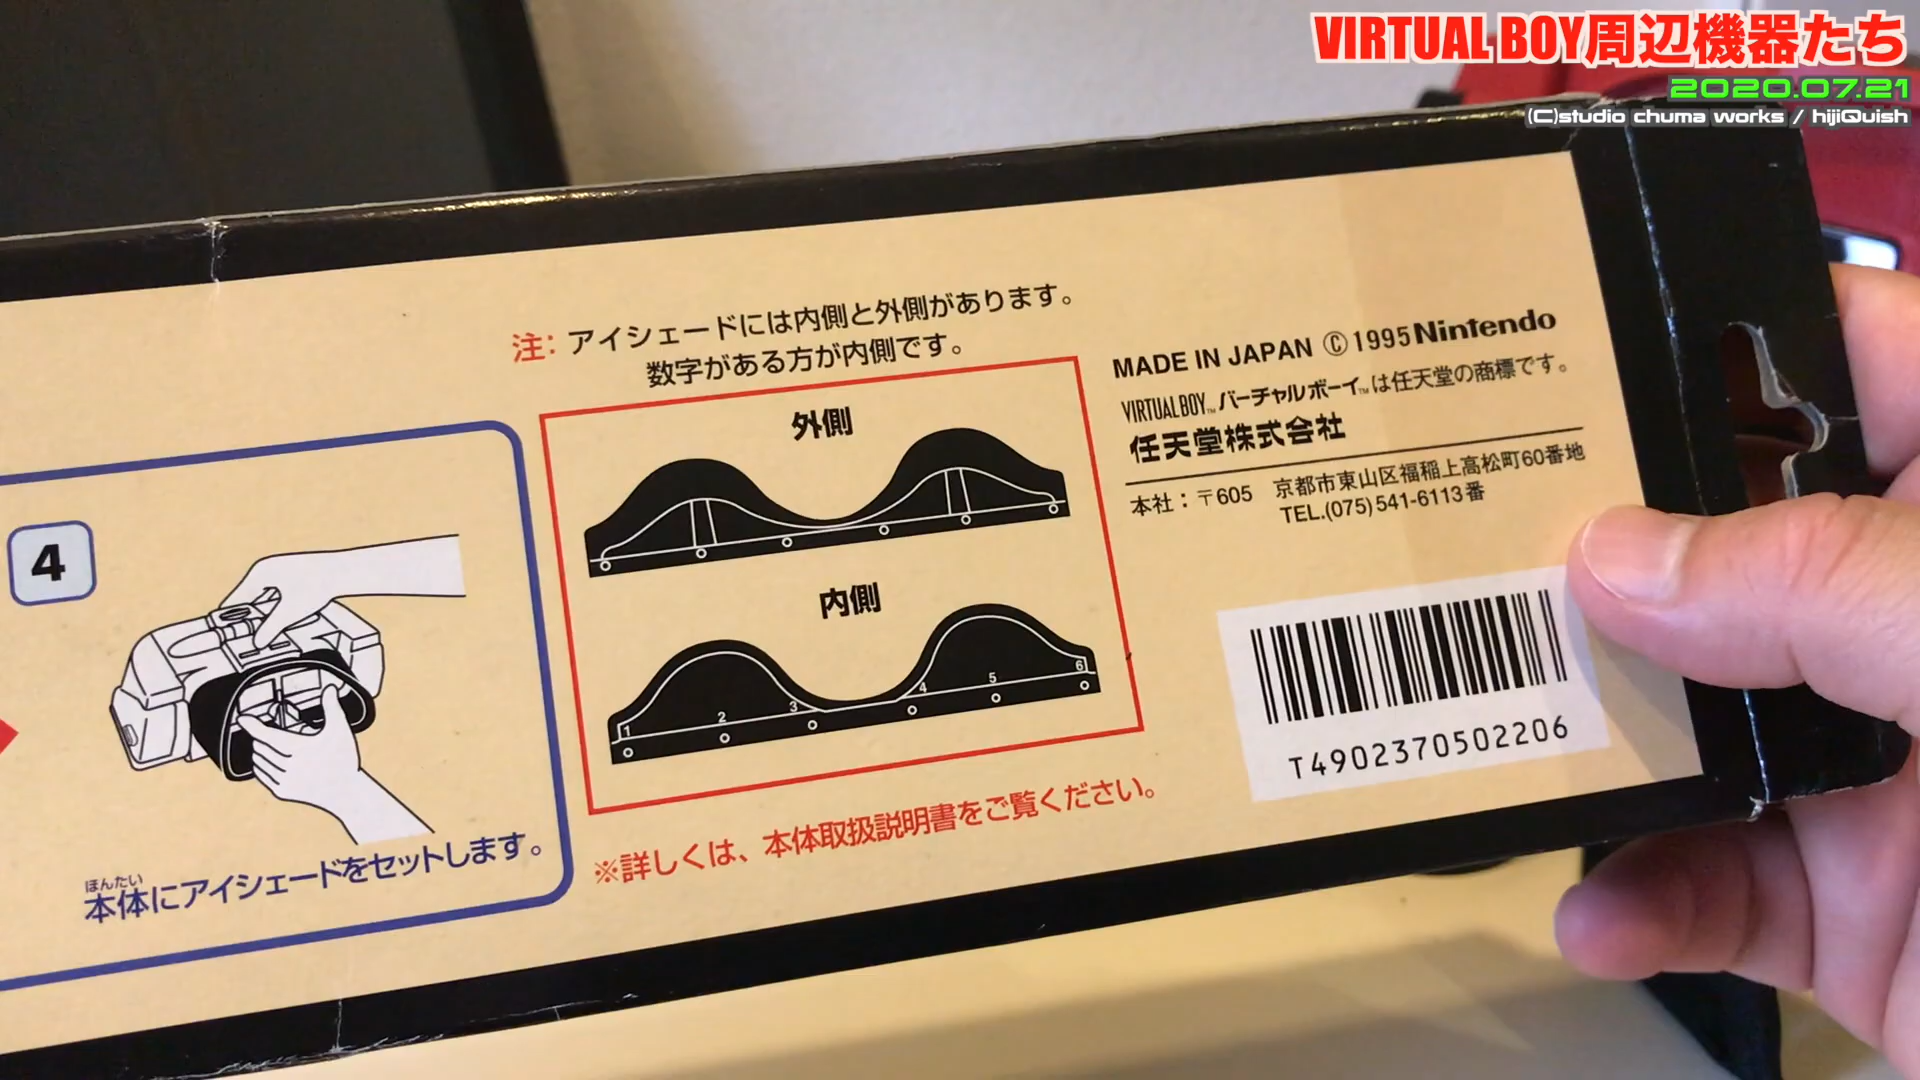 VIRTUAL BOY周辺機器たち
2020.07.21
(C)studio chuma works / hijiQuish
注: アイシェードには内側と外側があります。
数字がある方が内側です。
外側
内側
1 2 3 4 5 6
4
ほんたい
本体にアイシェードをセットします。
※詳しくは、本体取扱説明書をご覧ください。
MADE IN JAPAN ©1995 Nintendo
VIRTUAL BOY™ バーチャルボーイ™は任天堂の商標です。
任天堂株式会社
本社：〒605 京都市東山区福稲上高松町60番地
TEL.(075)541-6113番
T4902370502206